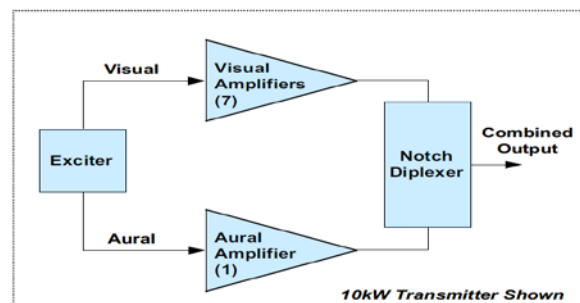 Visual
Visual
Amplifiers
(7)
Exciter
Notch
Diplexer
Combined
Output
Aural
Aural
Amplifier
(1)
10kW Transmitter Shown